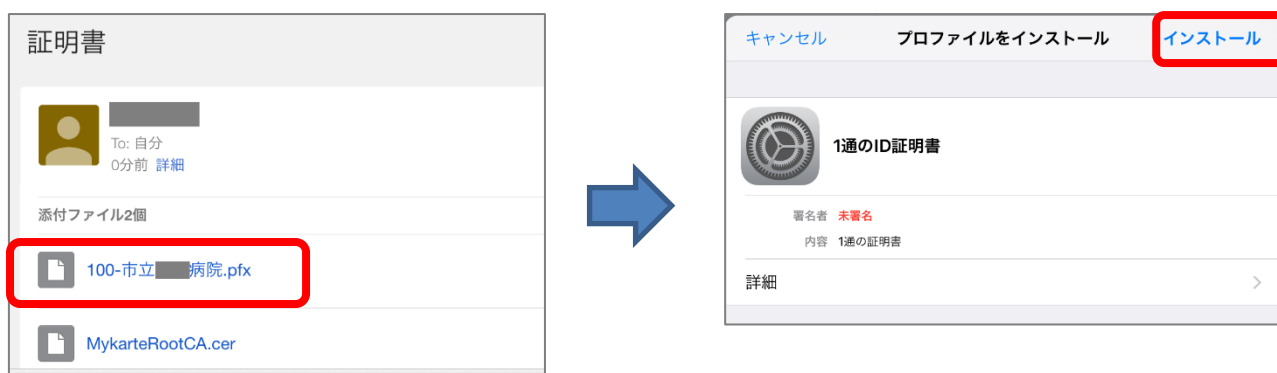 証明書
To: 自分
0分前 詳細
添付ファイル2個
100-市立 病院.pfx
MykarteRootCA.cer
キャンセル プロファイルをインストール インストール
1通のID証明書
署名者 未署名
内容 1通の証明書
詳細